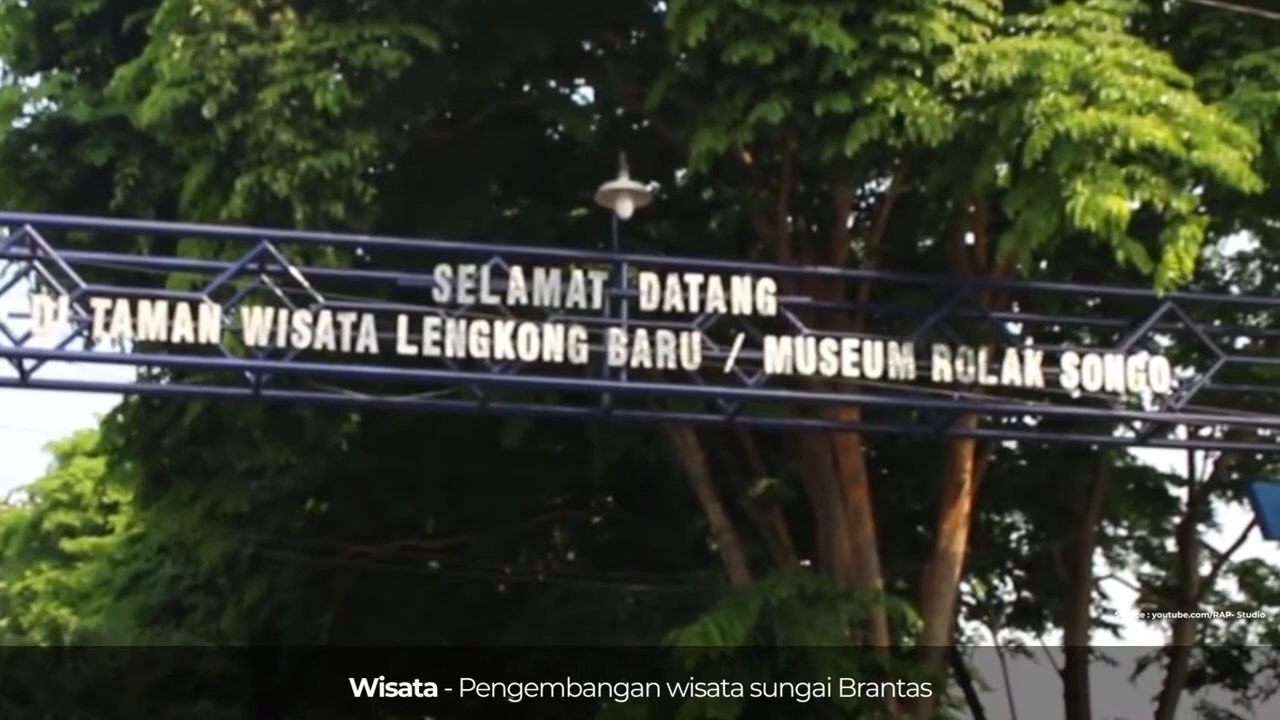 SELAMAT DATANG
DI TAMAN WISATA LENGKONG BARU / MUSEUM ROLAK SONGO
Source : youtube.com/RAP- Studio
Wisata - Pengembangan wisata sungai Brantas